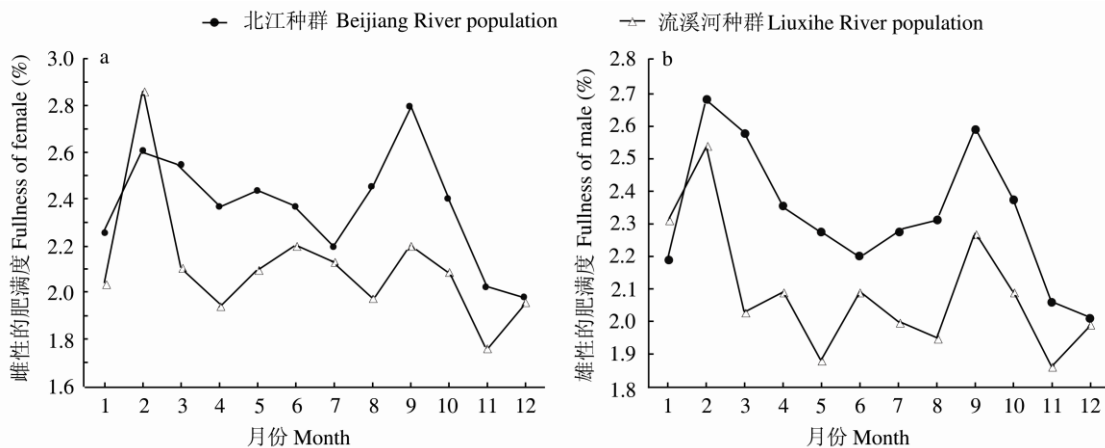 北江种群 Beijiang River population
流溪河种群 Liuxihe River population
a
雌性的肥满度 Fullness of female (%)
3.0
2.8
2.6
2.4
2.2
2.0
1.8
1.6
1 2 3 4 5 6 7 8 9 10 11 12
月份 Month
b
雄性的肥满度 Fullness of male (%)
2.8
2.7
2.6
2.5
2.3
2.2
2.1
2.0
1.9
1.8
1 2 3 4 5 6 7 8 9 10 11 12
月份 Month